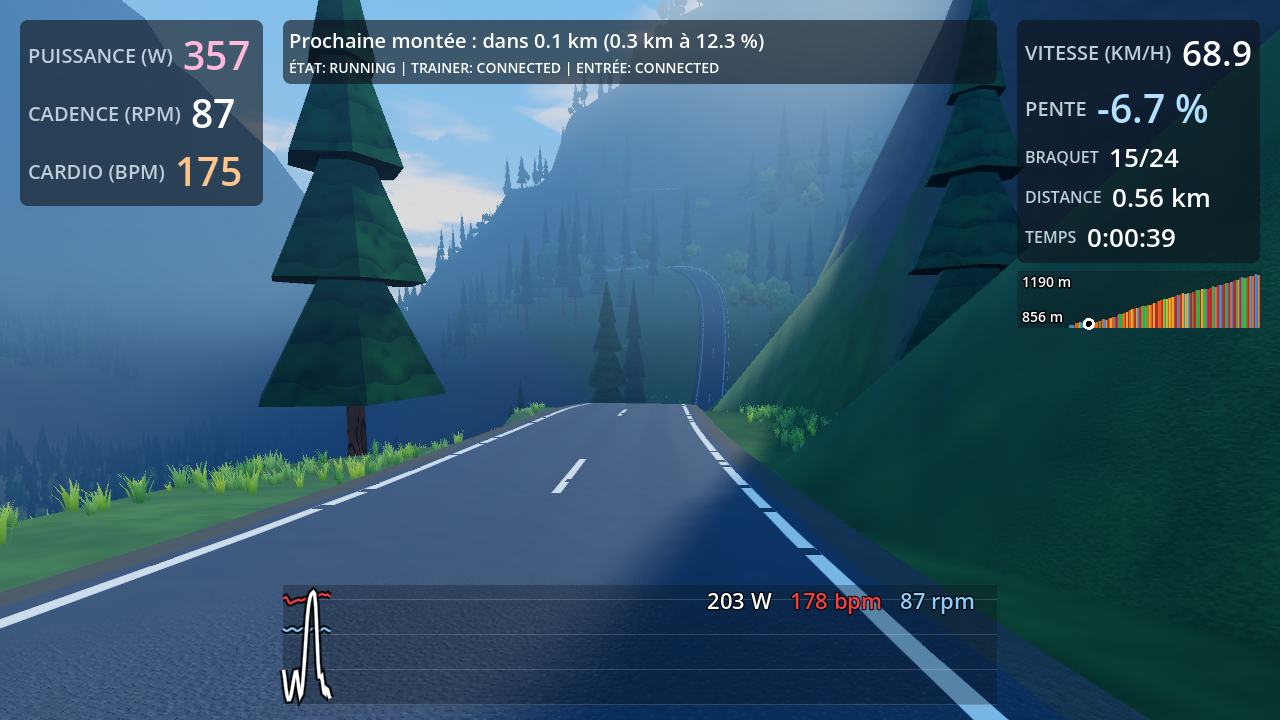 PUISSANCE (W) 357
CADENCE (RPM) 87
CARDIO (BPM) 175
Prochaine montée : dans 0.1 km (0.3 km à 12.3 %)
ÉTAT: RUNNING | TRAINER: CONNECTED | ENTRÉE: CONNECTED
VITESSE (KM/H) 68.9
PENTE -6.7 %
BRAQUET 15/24
DISTANCE 0.56 km
TEMPS 0:00:39
1190 m
856 m
203 W 178 bpm 87 rpm